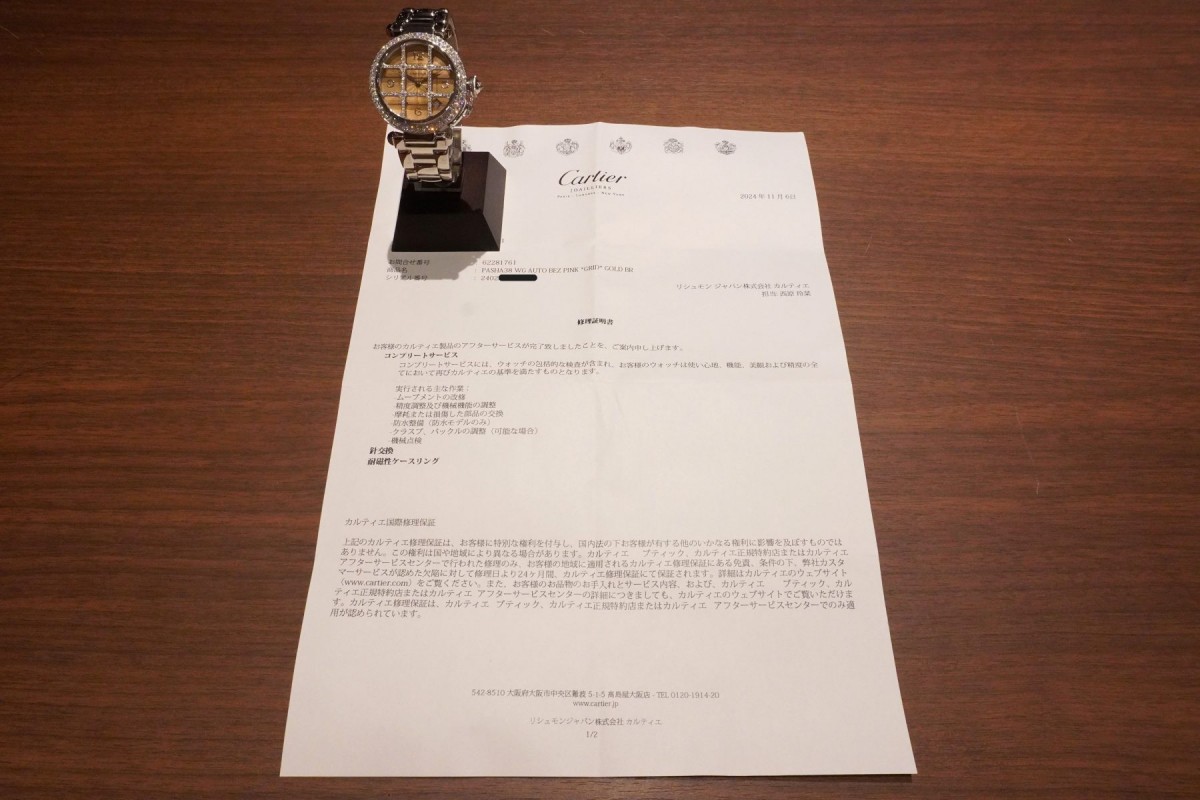 Cartier
JOAILLIERS
PARIS - LONDRES - NEW YORK
2024 年 11 月 6日
お問合せ番号 : 62281761
商品名 : PASHA38 WG AUTO BEZ PINK "GRID" GOLD BR
シリアル番号 : 2402
リシュモン ジャパン株式会社 カルティエ
担当: 西原
修理証明書
お客様のカルティエ製品のアフターサービスが完了致しましたことを、ご案内申し上げます。
コンプリートサービス
コンプリートサービスには、ウォッチの包括的な検査が含まれ、お客様のウォッチは使い心地、機能、美観および精度の全
てにおいて再びカルティエの基準を満たすものとなります。
実行される主な作業：
-ムーブメントの改修
-精度調整及び機械機能の調整
-摩耗または損傷した部品の交換
-防水整備（防水モデルのみ）
-クラスプ、バックルの調整（可能な場合）
-機械点検
針交換
耐磁性ケースリング
カルティエ国際修理保証
上記のカルティエ修理保証は、お客様に特別な権利を付与し、国内法の下お客様が有する他のいかなる権利に影響を及ぼすものでは
ありません。この権利は国や地域により異なる場合があります。カルティエ ブティック、カルティエ正規特約店またはカルティエ
アフターサービスセンターで行われた修理のみ、お客様の地域に適用されるカルティエ修理保証にある免責、条件の下、弊社カスタ
マーサービスが認めた欠陥に対して修理日より24ヶ月間、カルティエ修理保証にて保証されます。詳細はカルティエのウェブサイト
（www.cartier.com）をご覧ください。また、お客様のお品物のお手入れとサービス内容、および、カルティエ ブティック、カル
ティエ正規特約店またはカルティエ アフターサービスセンターの詳細につきましても、カルティエのウェブサイトでご覧いただけま
す。カルティエ修理保証は、カルティエ ブティック、カルティエ正規特約店またはカルティエ アフターサービスセンターでのみ適
用が認められています。
542-8510 大阪府大阪市中央区難波 5-1-5 高島屋大阪店 - TEL 0120-1914-20
www.cartier.jp
リシュモンジャパン株式会社 カルティエ
1/2